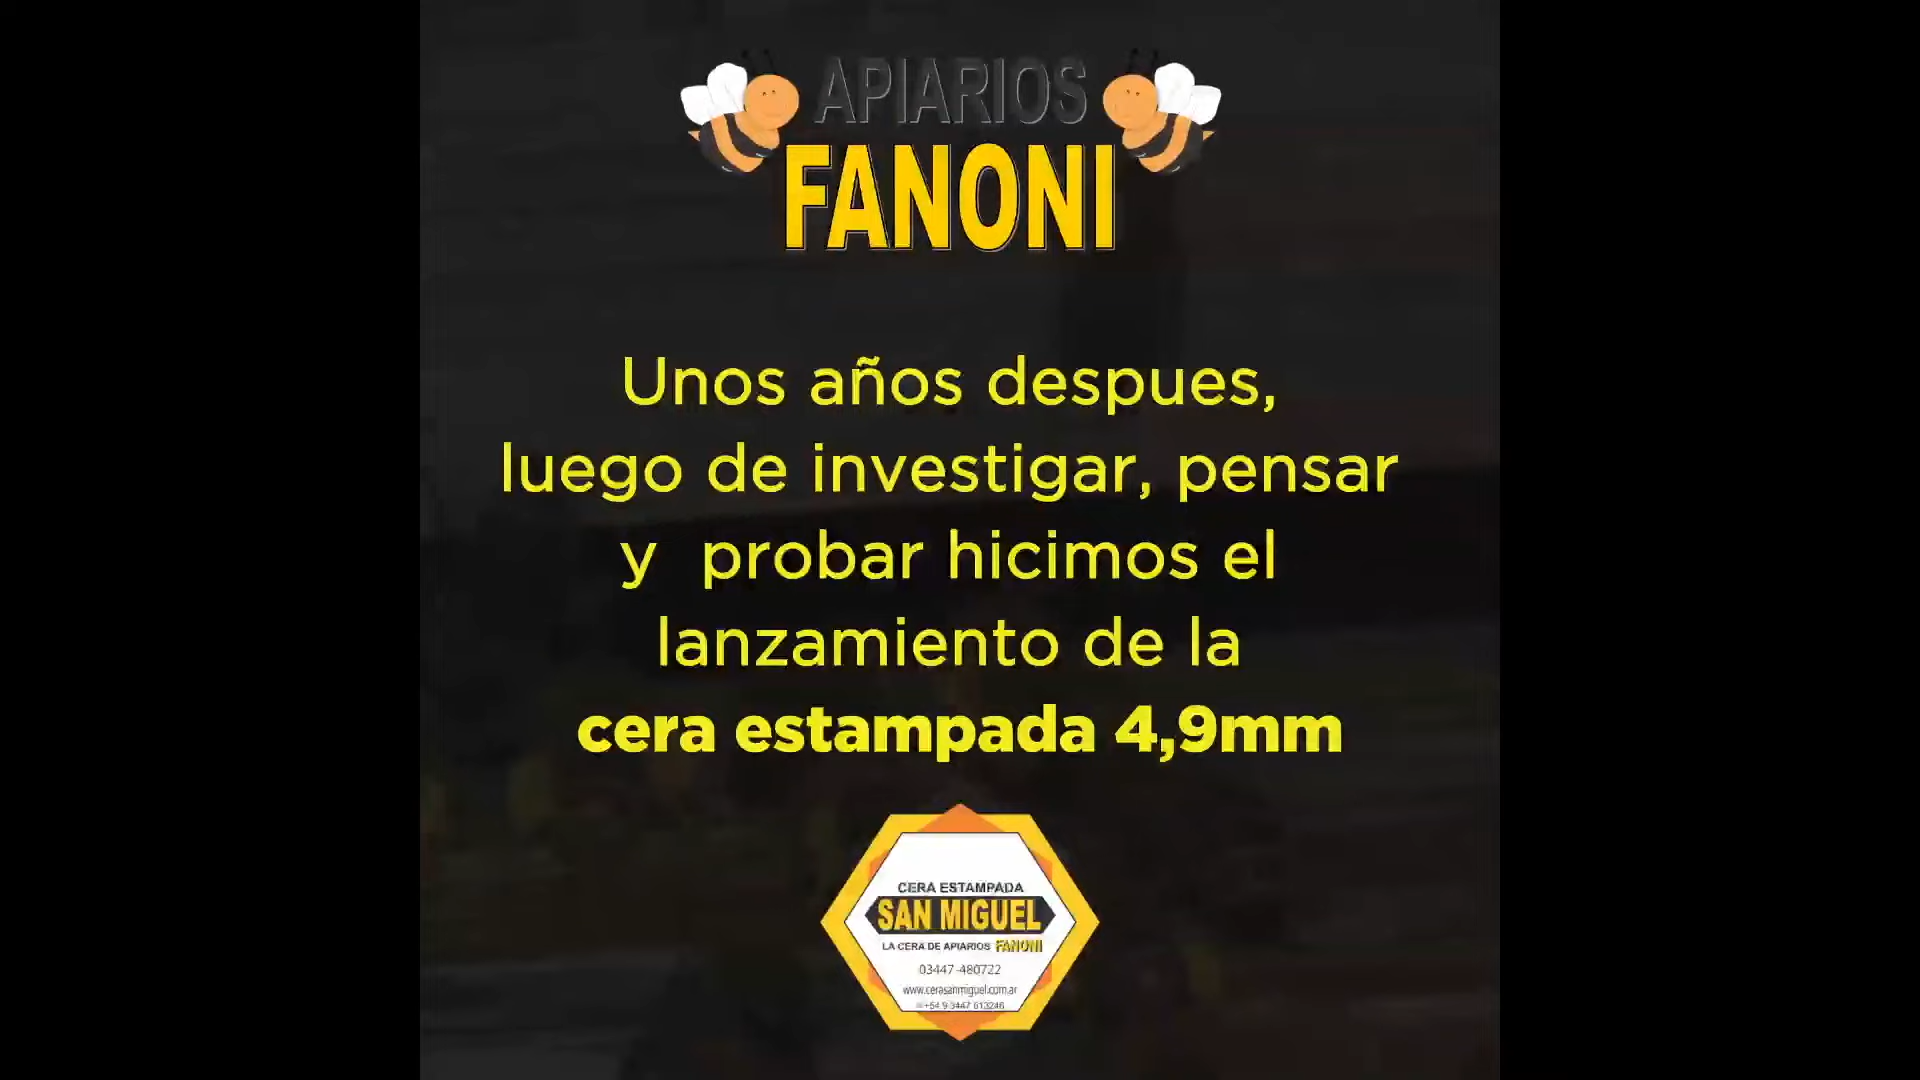 APIARIOS
FANONI
Unos años despues,
luego de investigar, pensar
y probar hicimos el
lanzamiento de la
cera estampada 4,9mm
CERA ESTAMPADA
SAN MIGUEL
LA CERA DE APIARIOS FANONI
03447-480722
www.cerasanmiguel.com.ar
+54 9 3447 613246